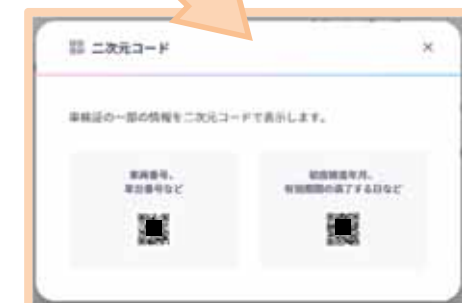 二次元コード
×
車検証の一部の情報を二次元コードで表示します。
車両番号、
車台番号など
初度検査年月、
有効期間の満了する日など